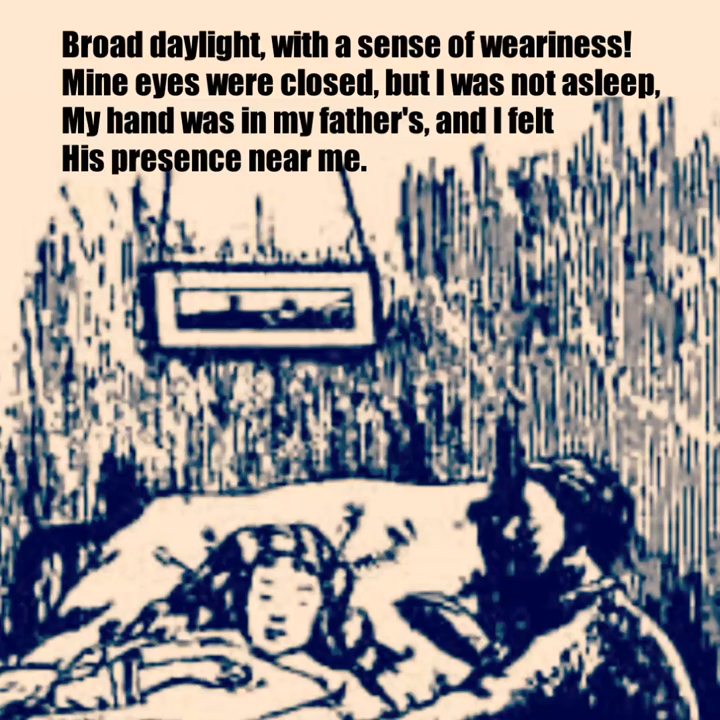 Broad daylight, with a sense of weariness!
Mine eyes were closed, but I was not asleep,
My hand was in my father's, and I felt
His presence near me.